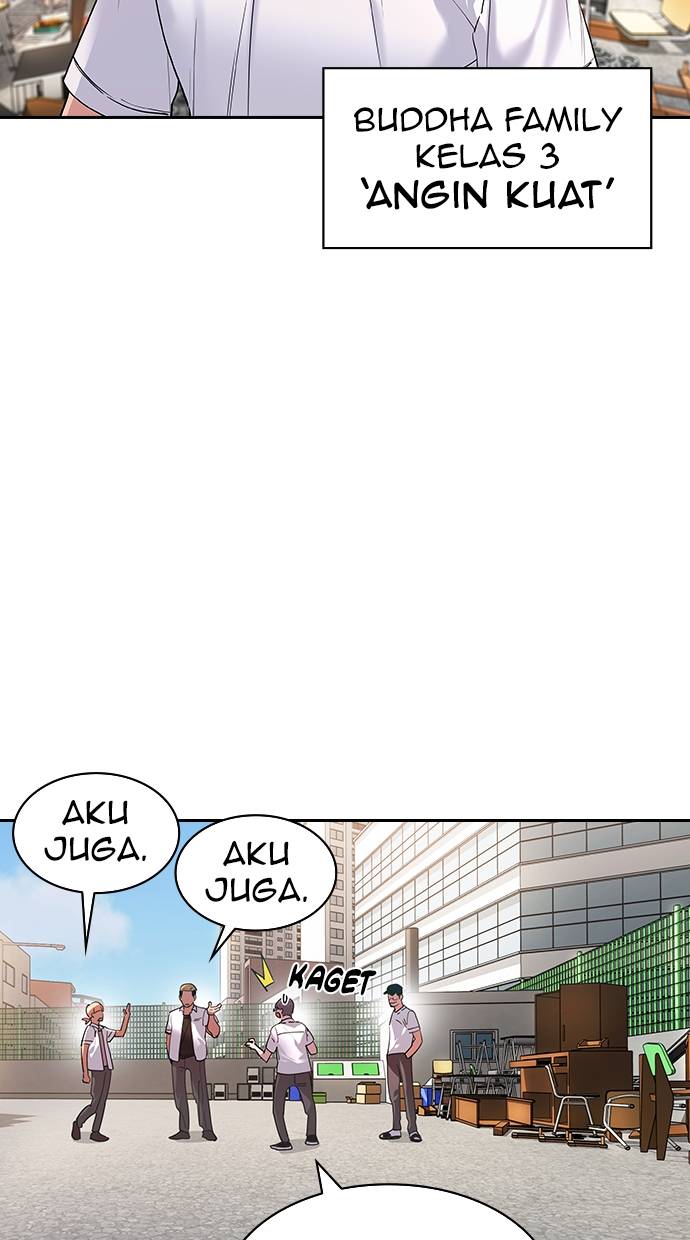 BUDDHA FAMILY
KELAS 3
'ANGIN KUAT'
AKU
JUGA.
AKU
JUGA.
KAGET